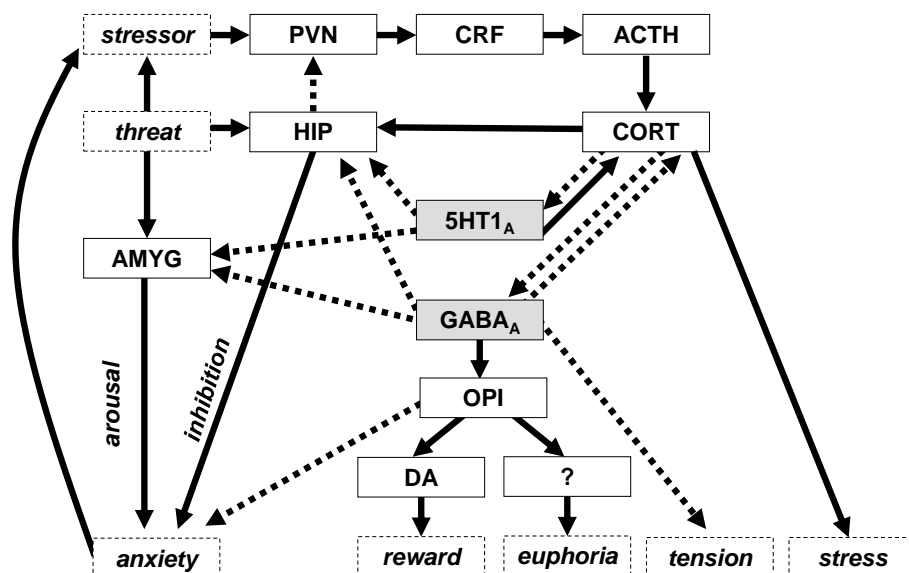 stressor
PVN
CRF
ACTH
threat
HIP
CORT
5HT1A
AMYG
GABAA
arousal
inhibition
OPI
DA
?
anxiety
reward
euphoria
tension
stress